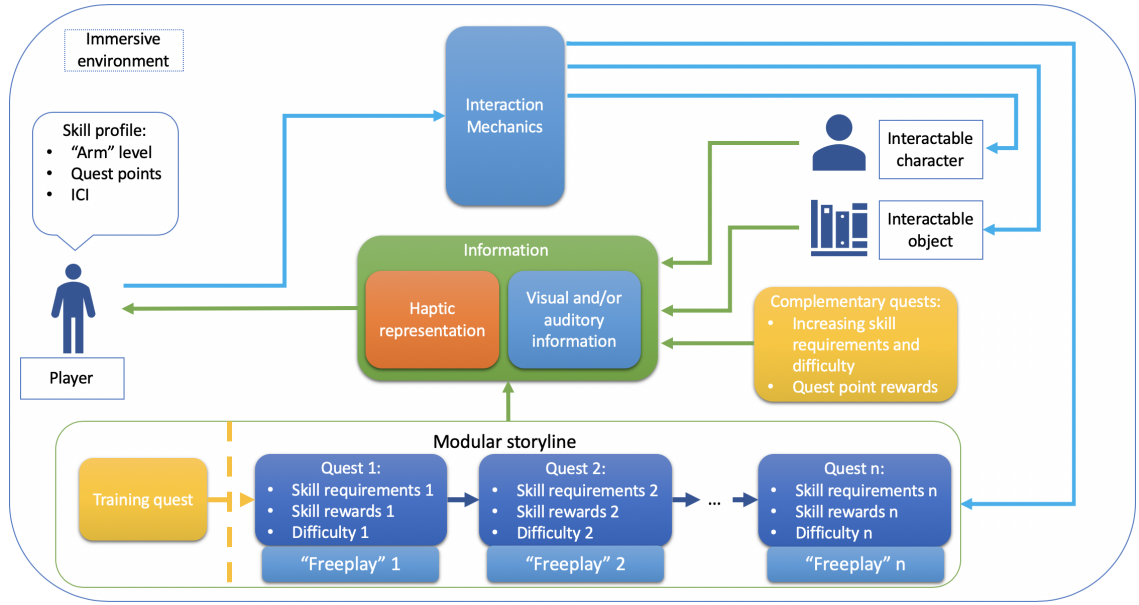 Immersive
environment
Interaction
Mechanics
Skill profile:
• “Arm” level
• Quest points
• ICI
Interactable
character
Interactable
object
Information
Haptic
representation
Visual and/or
auditory
information
Complementary quests:
• Increasing skill
requirements and
difficulty
• Quest point rewards
Player
Modular storyline
Training quest
Quest 1:
• Skill requirements 1
• Skill rewards 1
• Difficulty 1
“Freeplay” 1
Quest 2:
• Skill requirements 2
• Skill rewards 2
• Difficulty 2
“Freeplay” 2
...
Quest n:
• Skill requirements n
• Skill rewards n
• Difficulty n
“Freeplay” n